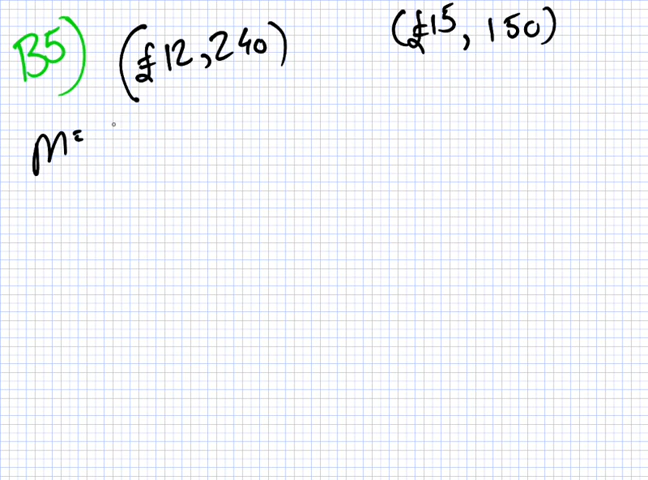 B5) (£12, 240) (£15, 150)
M=